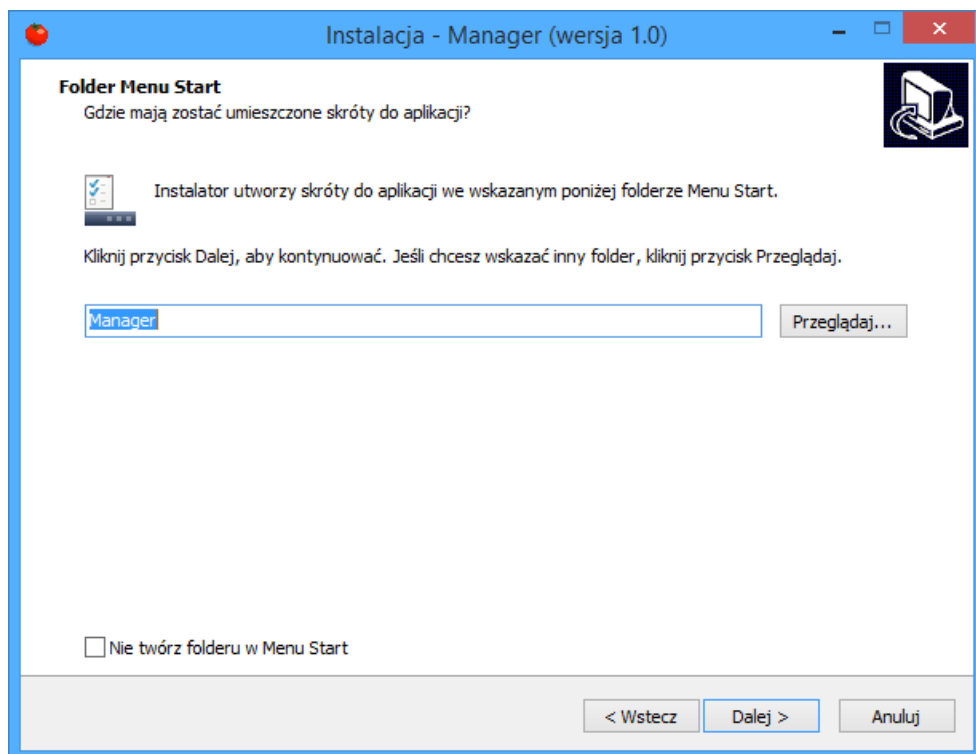 Instalacja - Manager (wersja 1.0)
Folder Menu Start
Gdzie mają zostać umieszczone skróty do aplikacji?
Instalator utworzy skróty do aplikacji we wskazanym poniżej folderze Menu Start.
Kliknij przycisk Dalej, aby kontynuować. Jeśli chcesz wskazać inny folder, kliknij przycisk Przeglądaj.
Manager
Przeglądaj...
Nie twórz folderu w Menu Start
< Wstecz
Dalej >
Anuluj